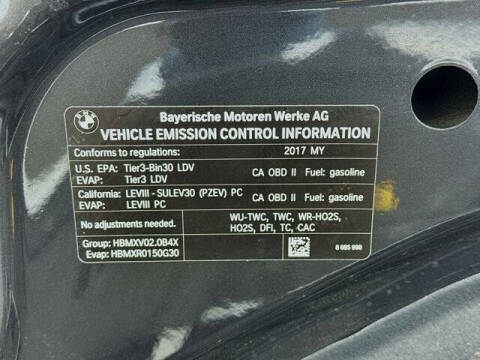 BMW
Bayerische Motoren Werke AG
VEHICLE EMISSION CONTROL INFORMATION
Conforms to regulations: 2017 MY
U.S. EPA: Tier3-Bin30 LDV CA OBD II Fuel: gasoline
EVAP: Tier3 LDV
California: LEVIII - SULEV30 (PZEV) PC CA OBD II Fuel: gasoline
EVAP: LEVIII PC
No adjustments needed. WU-TWC, TWC, WR-HO2S,
HO2S, DFI, TC, CAC
Group: HBMXV02.0B4X
Evap: HBMXR0150G30